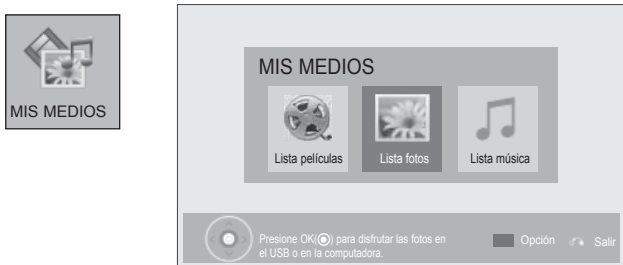 MIS MEDIOS
MIS MEDIOS
Lista películas
Lista fotos
Lista música
Presione OK(◉) para disfrutar las fotos en
el USB o en la computadora.
Opción
Salir